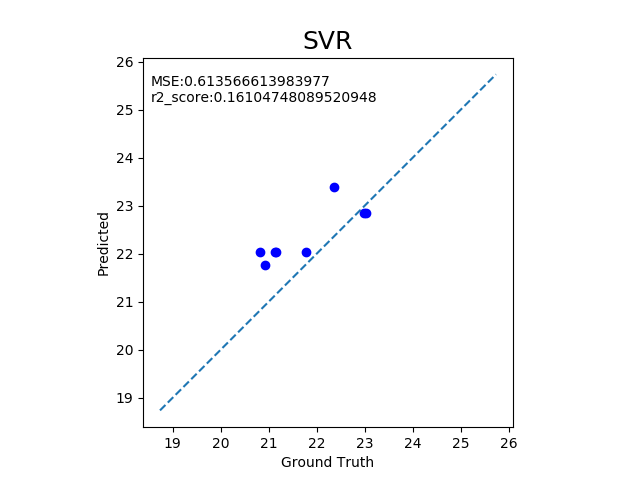 SVR
MSE:0.613566613983977
r2_score:0.16104748089520948
26
25
24
23
22
21
20
19
Predicted
19 20 21 22 23 24 25 26
Ground Truth